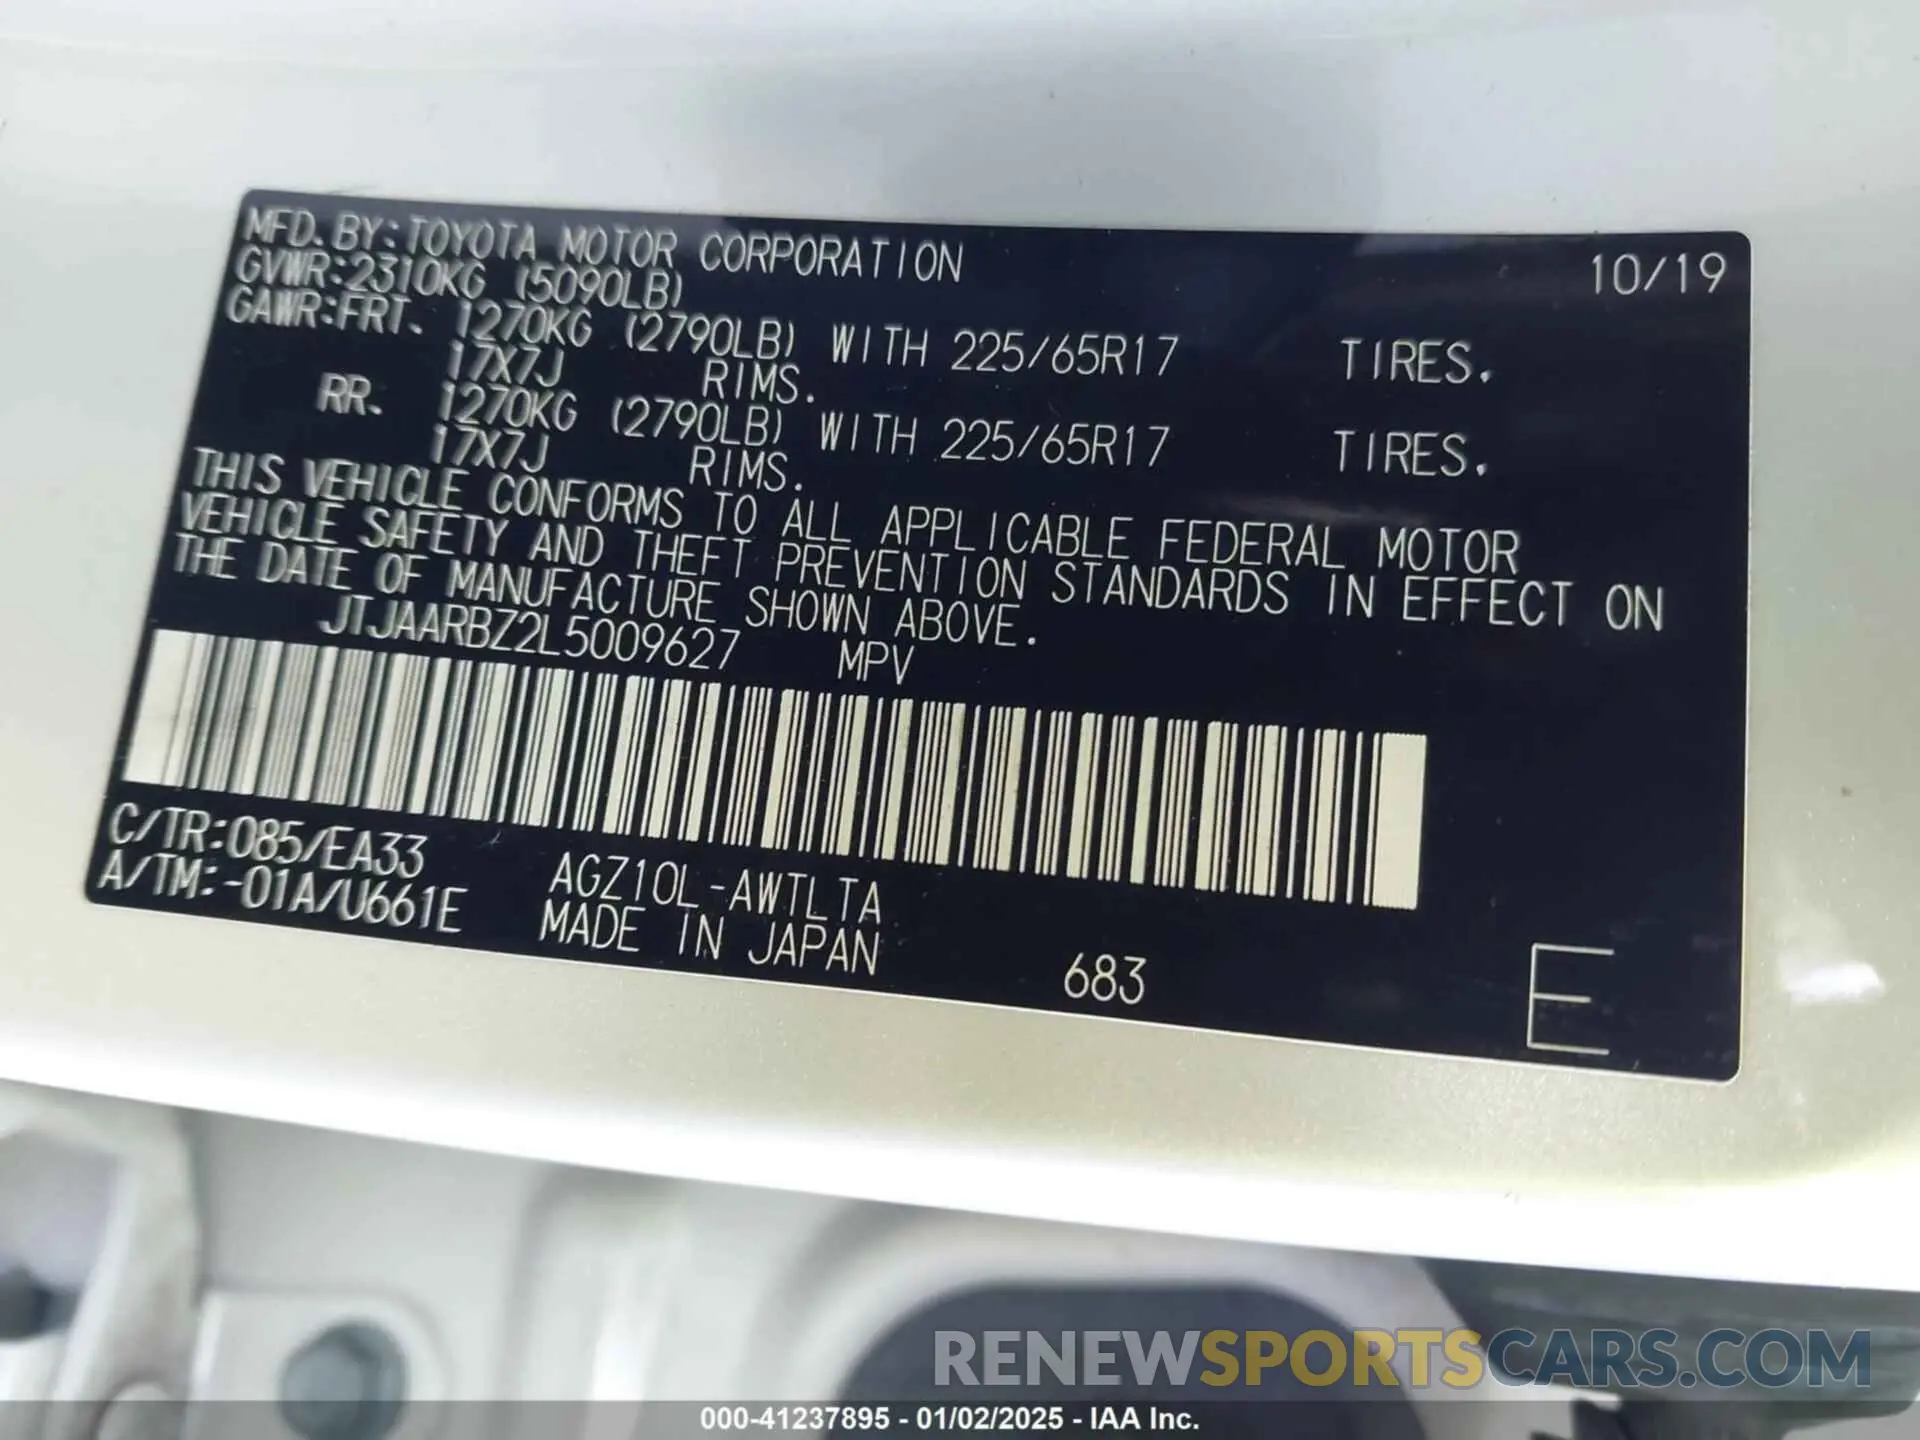 MFD. BY: TOYOTA MOTOR CORPORATION 10/19
GVWR: 2310KG (5090LB)
GAWR: FRT. 1270KG (2790LB) WITH 225/65R17 TIRES.
17X7J RIMS.
RR. 1270KG (2790LB) WITH 225/65R17 TIRES.
17X7J RIMS.
THIS VEHICLE CONFORMS TO ALL APPLICABLE FEDERAL MOTOR
VEHICLE SAFETY AND THEFT PREVENTION STANDARDS IN EFFECT ON
THE DATE OF MANUFACTURE SHOWN ABOVE.
JTJAARBZ2L5009627 MPV
C/TR: 085/EA33 AGZ10L-AWTLTA
A/TM: -01A/U661E MADE IN JAPAN 683 E
RENEWSPORTSCARS.COM
000-41237895 - 01/02/2025 - IAA Inc.